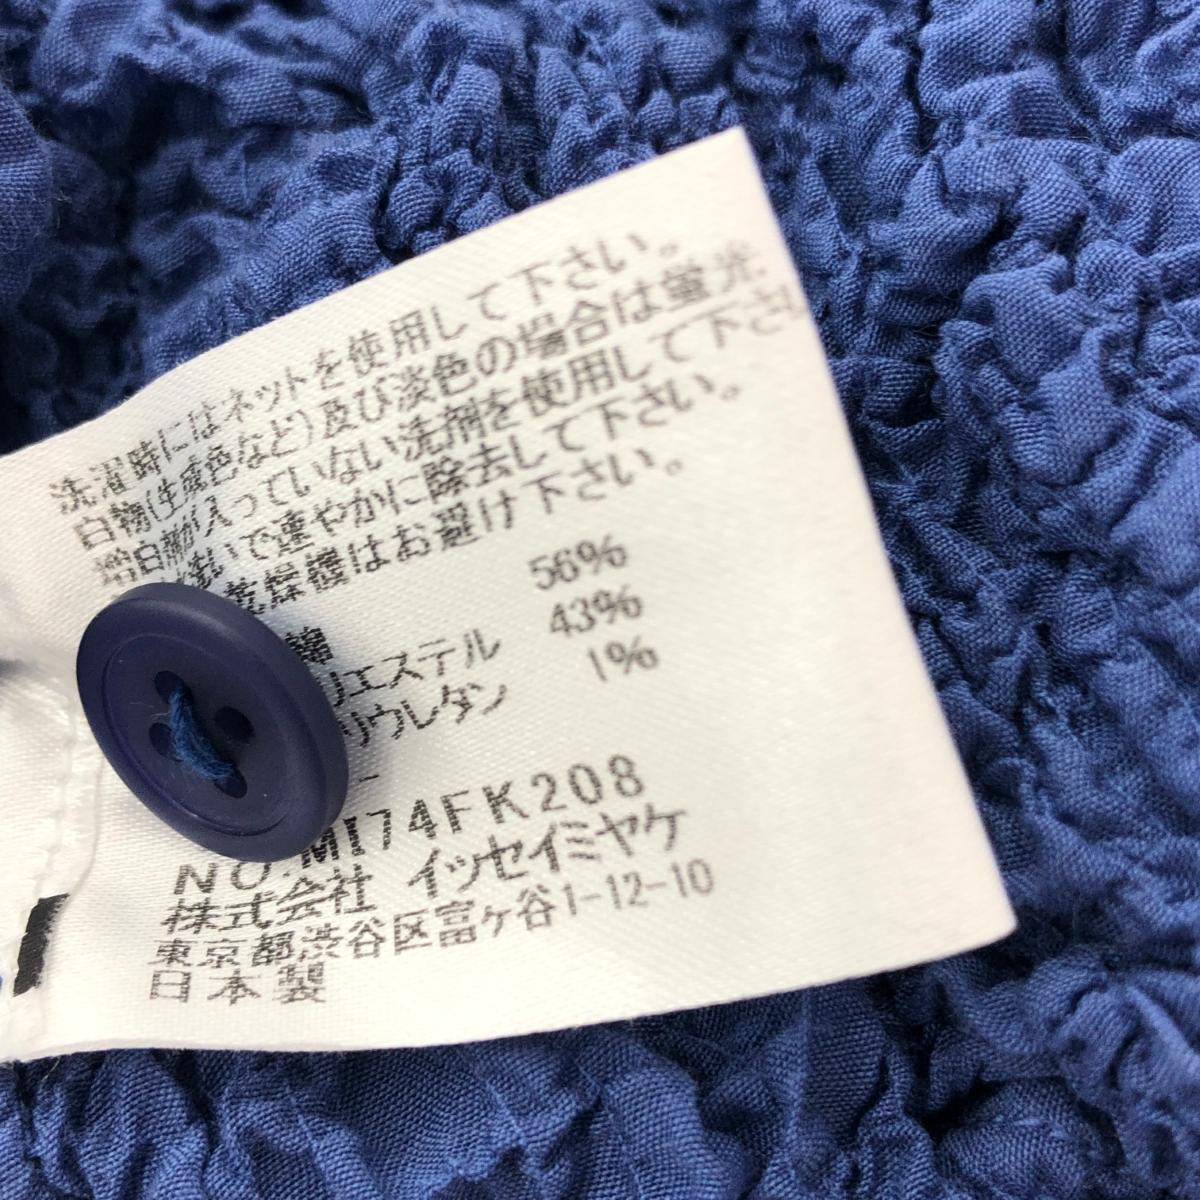 洗濯時にはネットを使用して下さい。
白物(生成色など)及び淡色の場合は蛍光
増白剤が入っていない洗剤を使用して下さ
で速やかに除去して下さい。
乾燥機はお避け下さい。
綿 56%
リエステル 43%
リウレタン 1%
NO.MI74FK208
株式会社 イッセイミヤケ
東京都渋谷区富ヶ谷1-12-10
日本製